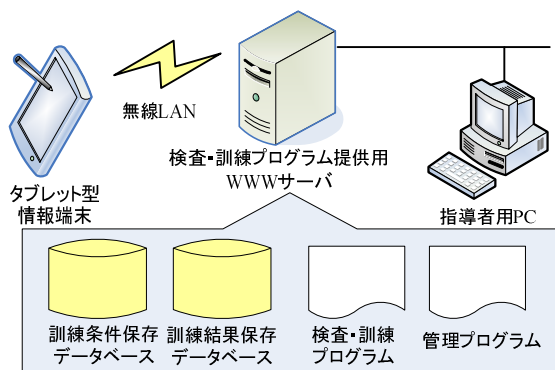 無線LAN
検査・訓練プログラム提供用
WWWサーバ
タブレット型
情報端末
指導者用PC
訓練条件保存
データベース
訓練結果保存
データベース
検査・訓練
プログラム
管理プログラム